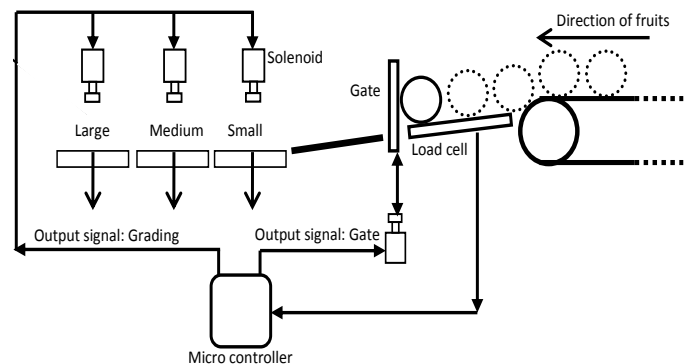 Direction of fruits
Solenoid
Gate
Large
Medium
Small
Load cell
Output signal: Grading
Output signal: Gate
Micro controller